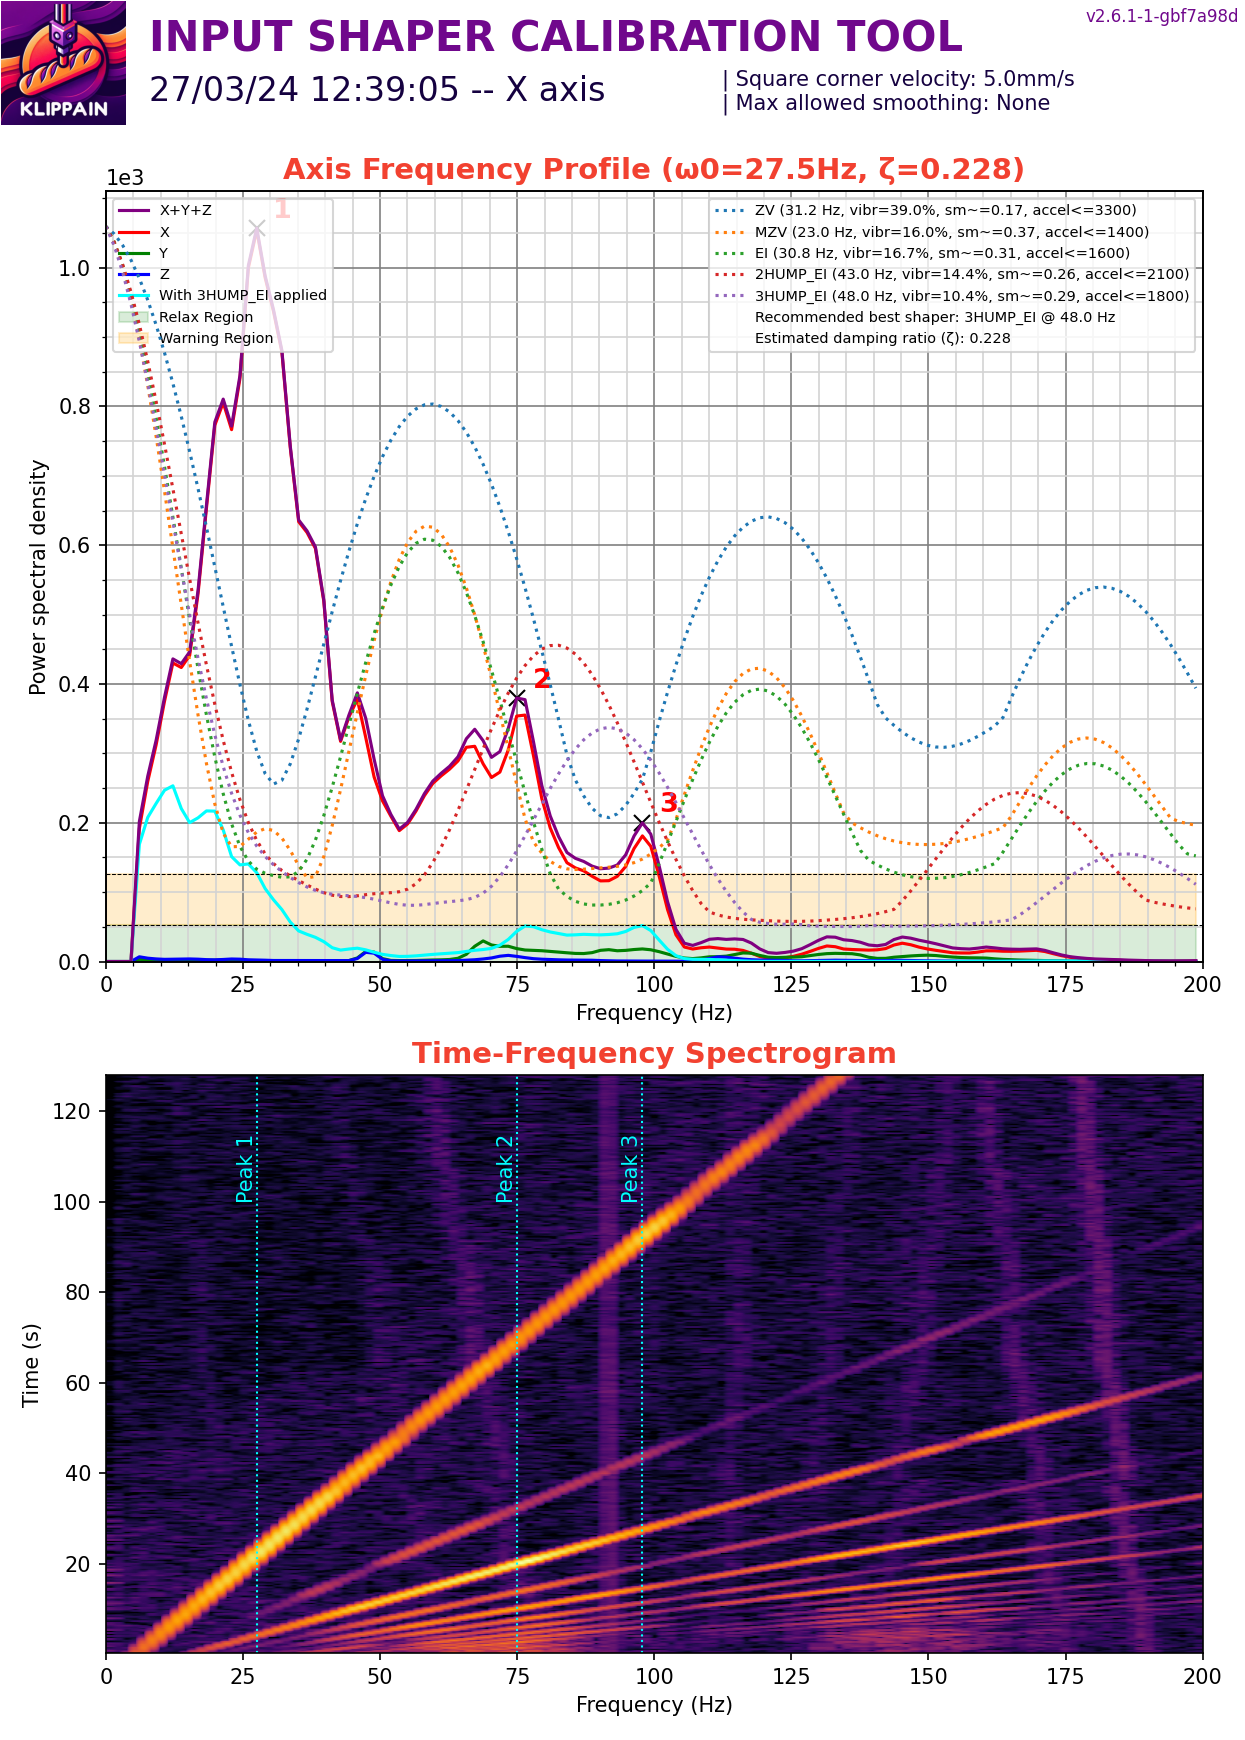 v2.6.1-1-gbf7a98d
INPUT SHAPER CALIBRATION TOOL
27/03/24 12:39:05 -- X axis
| Square corner velocity: 5.0mm/s
| Max allowed smoothing: None
KLIPPAIN
Axis Frequency Profile (ω0=27.5Hz, ζ=0.228)
1e3
X+Y+Z
X
Y
Z
With 3HUMP_EI applied
Relax Region
Warning Region
ZV (31.2 Hz, vibr=39.0%, sm~=0.17, accel<=3300)
MZV (23.0 Hz, vibr=16.0%, sm~=0.37, accel<=1400)
EI (30.8 Hz, vibr=16.7%, sm~=0.31, accel<=1600)
2HUMP_EI (43.0 Hz, vibr=14.4%, sm~=0.26, accel<=2100)
3HUMP_EI (48.0 Hz, vibr=10.4%, sm~=0.29, accel<=1800)
Recommended best shaper: 3HUMP_EI @ 48.0 Hz
Estimated damping ratio (ζ): 0.228
1
2
3
Power spectral density
1.0
0.8
0.6
0.4
0.2
0.0
0 25 50 75 100 125 150 175 200
Frequency (Hz)
Time-Frequency Spectrogram
Peak 1
Peak 2
Peak 3
Time (s)
120
100
80
60
40
20
0 25 50 75 100 125 150 175 200
Frequency (Hz)